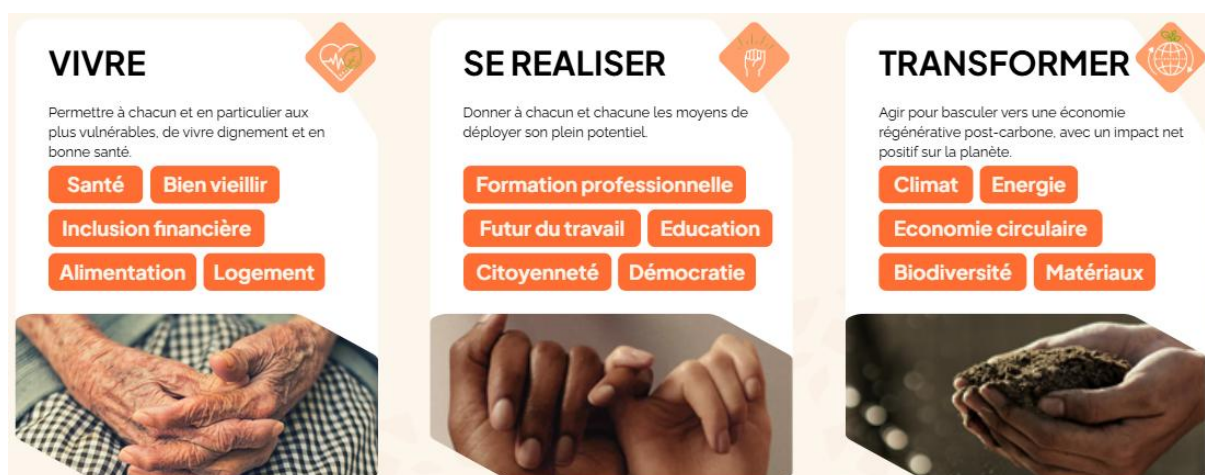 VIVRE
Permettre à chacun et en particulier aux
plus vulnérables, de vivre dignement et en
bonne santé.
Santé
Bien vieillir
Inclusion financière
Alimentation
Logement
SE REALISER
Donner à chacun et chacune les moyens de
déployer son plein potentiel.
Formation professionnelle
Futur du travail
Education
Citoyenneté
Démocratie
TRANSFORMER
Agir pour basculer vers une économie
régénérative post-carbone, avec un impact net
positif sur la planète.
Climat
Energie
Economie circulaire
Biodiversité
Matériaux